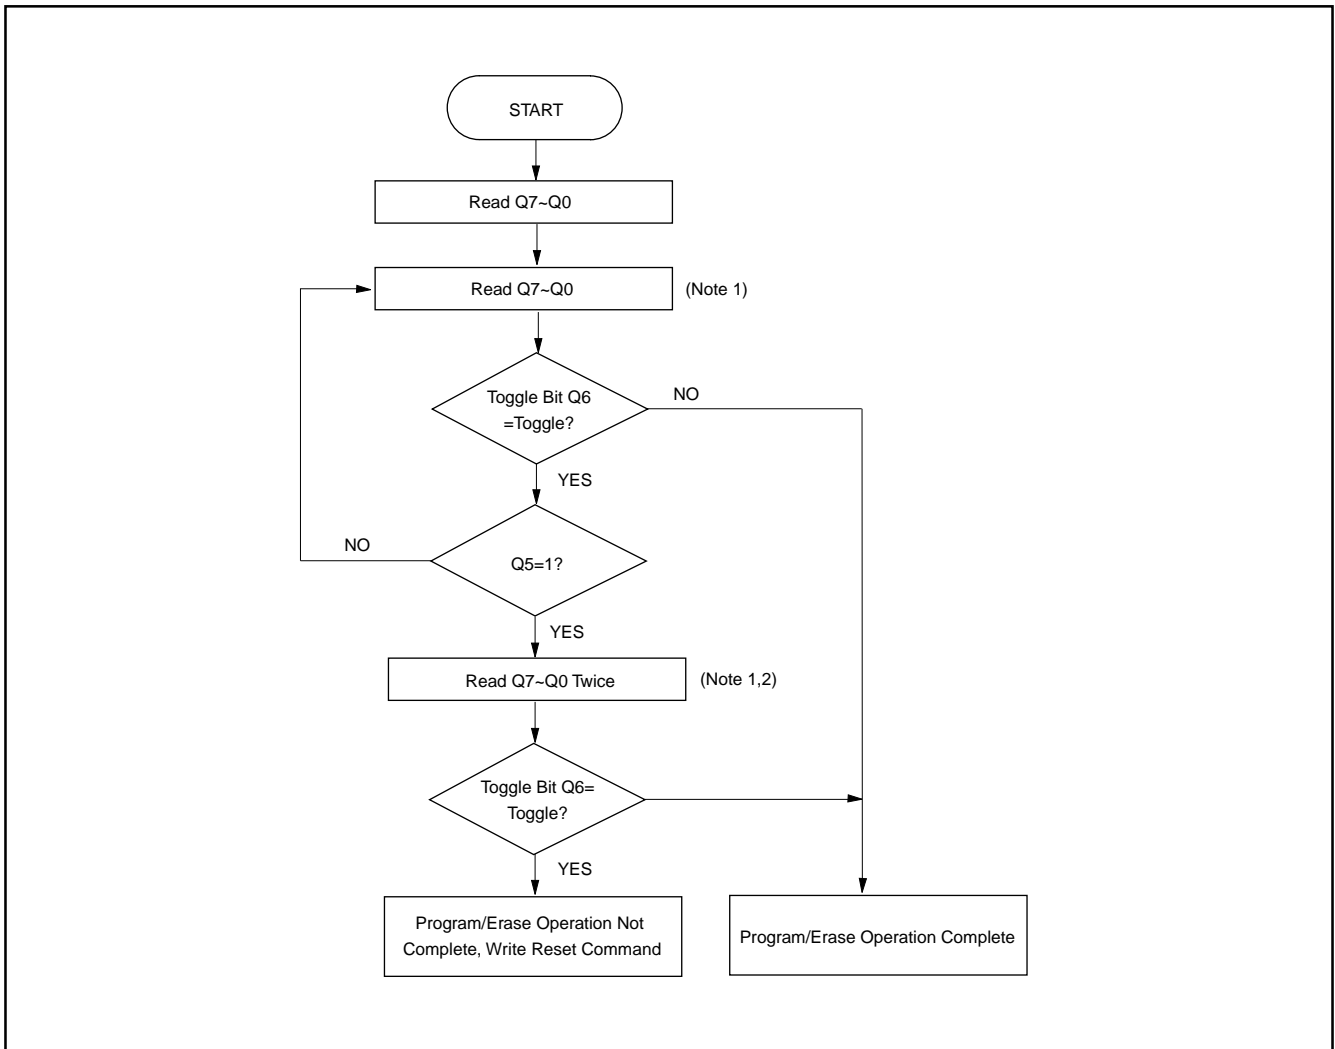 START
Read Q7~Q0
Read Q7~Q0
(Note 1)
Toggle Bit Q6
=Toggle?
NO
YES
NO
Q5=1?
YES
Read Q7~Q0 Twice
(Note 1,2)
Toggle Bit Q6=
Toggle?
YES
Program/Erase Operation Not
Complete, Write Reset Command
Program/Erase Operation Complete